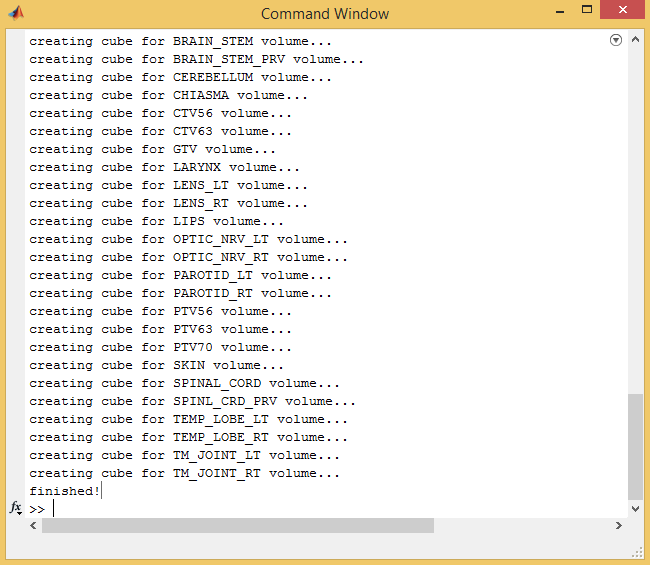 Command Window
creating cube for BRAIN_STEM volume...
creating cube for BRAIN_STEM_PRV volume...
creating cube for CEREBELLUM volume...
creating cube for CHIASMA volume...
creating cube for CTV56 volume...
creating cube for CTV63 volume...
creating cube for GTV volume...
creating cube for LARYNX volume...
creating cube for LENS_LT volume...
creating cube for LENS_RT volume...
creating cube for LIPS volume...
creating cube for OPTIC_NRV_LT volume...
creating cube for OPTIC_NRV_RT volume...
creating cube for PAROTID_LT volume...
creating cube for PAROTID_RT volume...
creating cube for PTV56 volume...
creating cube for PTV63 volume...
creating cube for PTV70 volume...
creating cube for SKIN volume...
creating cube for SPINAL_CORD volume...
creating cube for SPINL_CRD_PRV volume...
creating cube for TEMP_LOBE_LT volume...
creating cube for TEMP_LOBE_RT volume...
creating cube for TM_JOINT_LT volume...
creating cube for TM_JOINT_RT volume...
finished!
fx >>